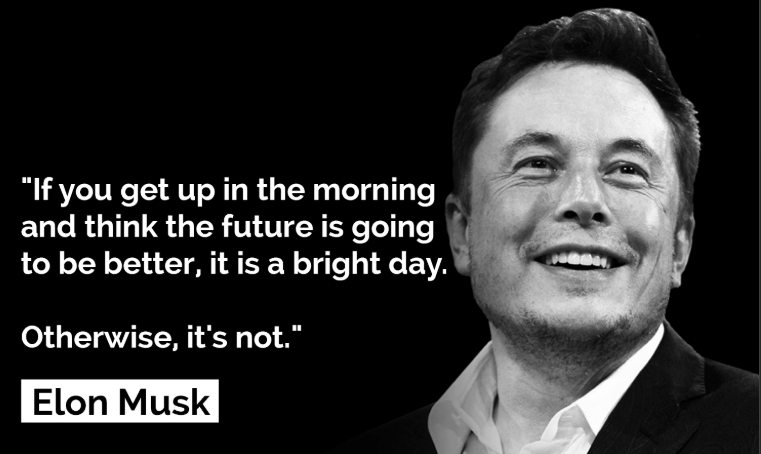 "If you get up in the morning
and think the future is going
to be better, it is a bright day.
Otherwise, it's not."
Elon Musk